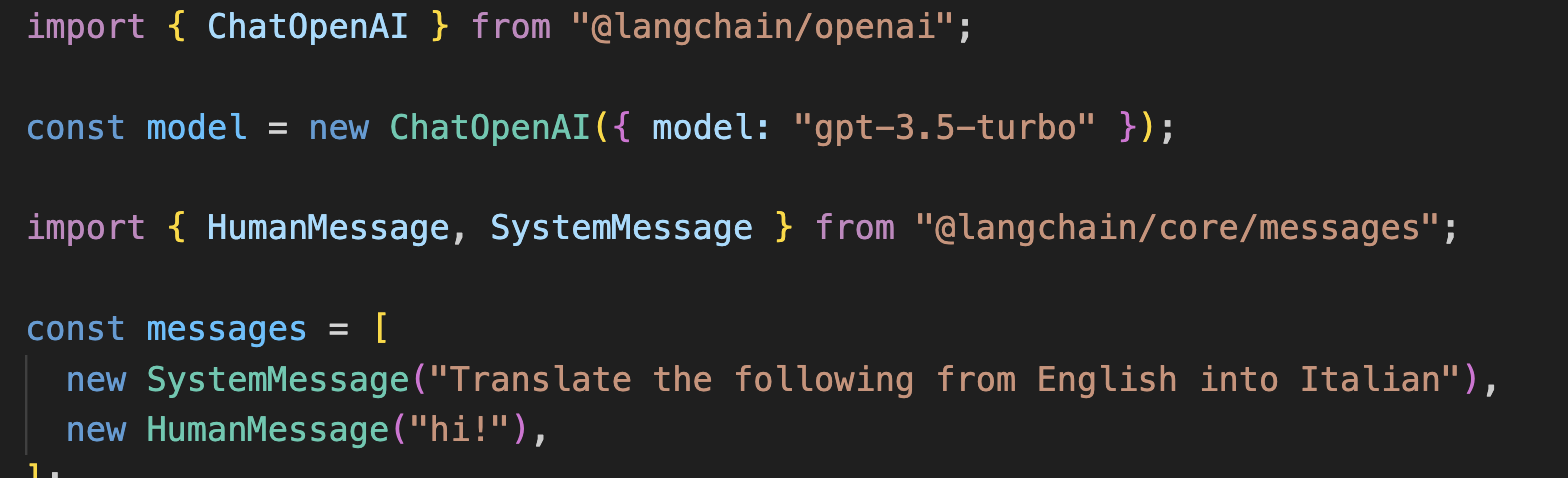 import { ChatOpenAI } from "@langchain/openai";
const model = new ChatOpenAI({ model: "gpt-3.5-turbo" });
import { HumanMessage, SystemMessage } from "@langchain/core/messages";
const messages = [
  new SystemMessage("Translate the following from English into Italian"),
  new HumanMessage("hi!"),
];